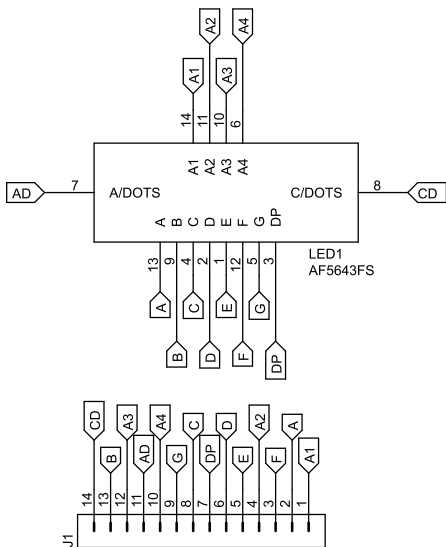 A2 A4
A1 A3
14 11 10 6
A1 A2 A3 A4
AD 7 A/DOTS C/DOTS 8 CD
A B C D E F G DP
13 9 4 2 1 12 5 3
LED1
AF5643FS
A C E G
B D F
DP
CD A3 A4 C D A2 A
B AD G DP E F A1
14 13 12 11 10 9 8 7 6 5 4 3 2 1
J1